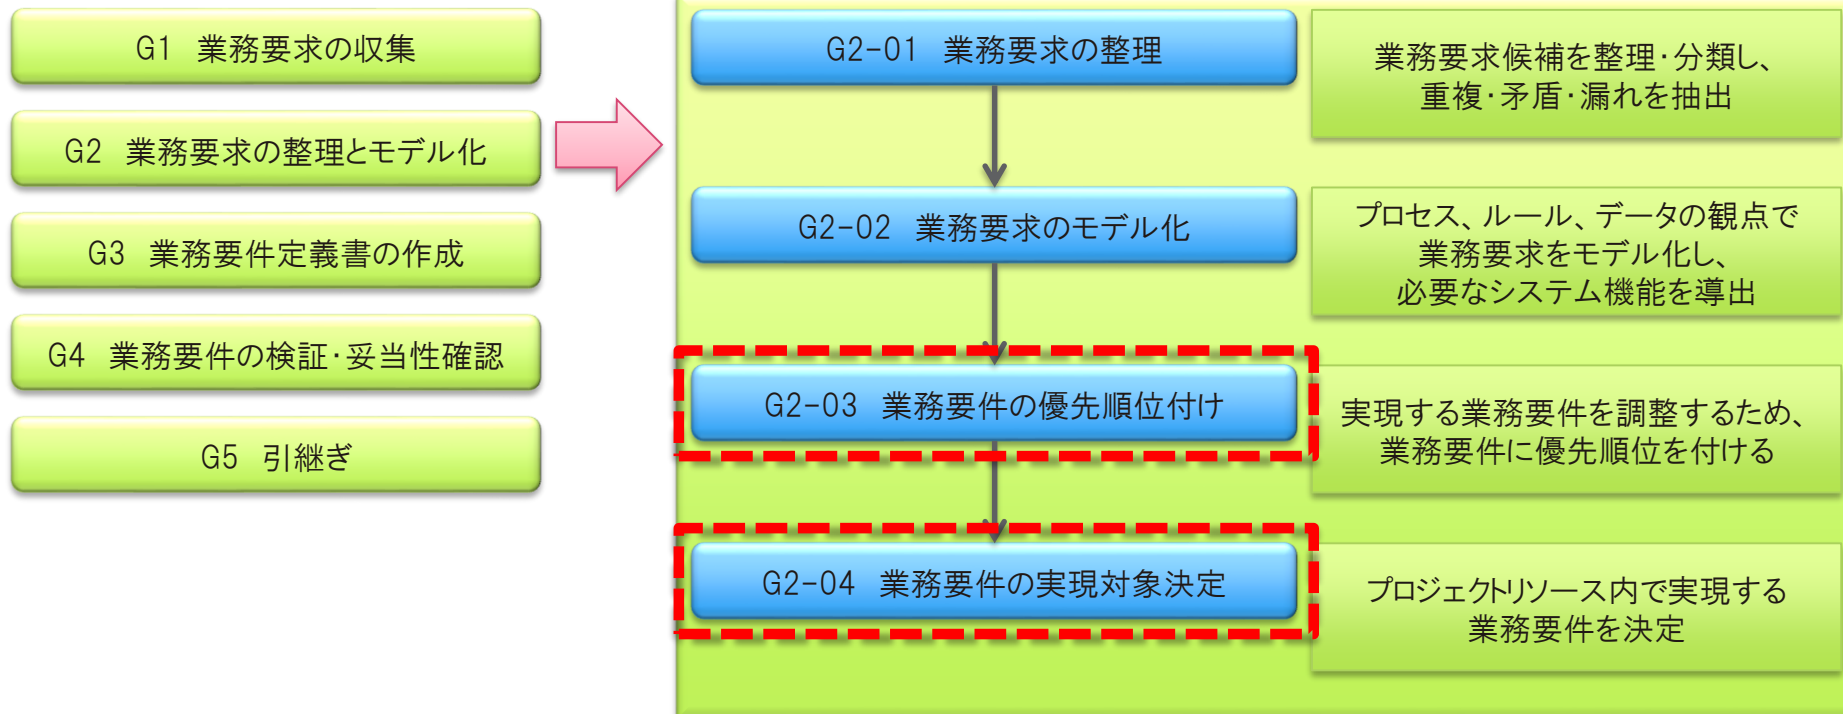 G1 業務要求の収集
G2 業務要求の整理とモデル化
G3 業務要件定義書の作成
G4 業務要件の検証・妥当性確認
G5 引継ぎ
G2-01 業務要求の整理
業務要求候補を整理・分類し、
重複・矛盾・漏れを抽出
G2-02 業務要求のモデル化
プロセス、ルール、データの観点で
業務要求をモデル化し、
必要なシステム機能を導出
G2-03 業務要件の優先順位付け
実現する業務要件を調整するため、
業務要件に優先順位を付ける
G2-04 業務要件の実現対象決定
プロジェクトリソース内で実現する
業務要件を決定